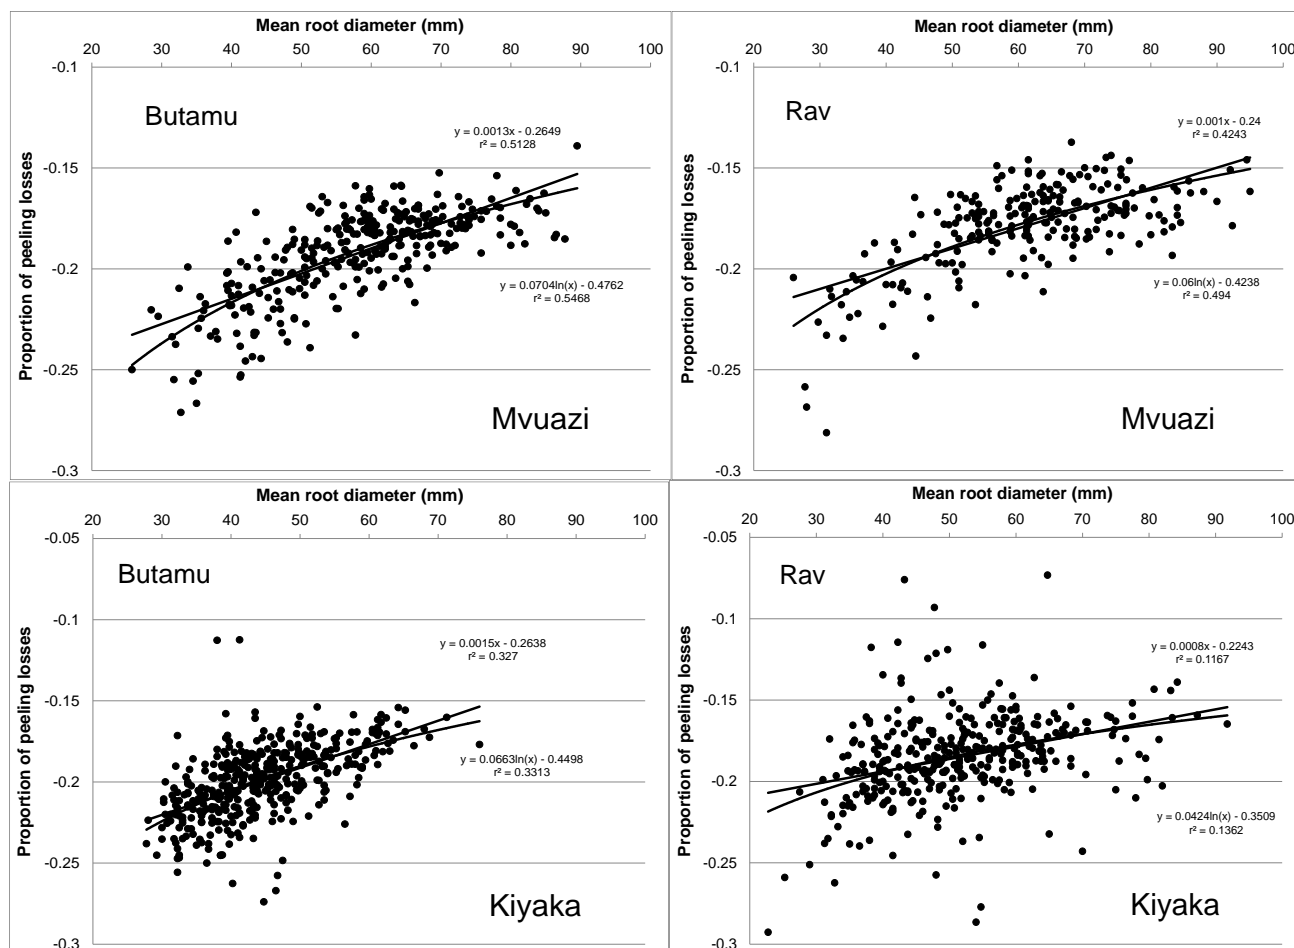 Mean root diameter (mm)
20 30 40 50 60 70 80 90 100
-0.1
-0.15
-0.2
-0.25
-0.3
Proportion of peeling losses
Butamu
y = 0.0013x - 0.2649
r² = 0.5128
y = 0.0704ln(x) - 0.4762
r² = 0.5468
Mvuazi
Mean root diameter (mm)
20 30 40 50 60 70 80 90 100
-0.1
-0.15
-0.2
-0.25
-0.3
Proportion of peeling losses
Rav
y = 0.001x - 0.24
r² = 0.4243
y = 0.06ln(x) - 0.4238
r² = 0.494
Mvuazi
Mean root diameter (mm)
20 30 40 50 60 70 80 90 100
-0.05
-0.1
-0.15
-0.2
-0.25
-0.3
Proportion of peeling losses
Butamu
y = 0.0015x - 0.2638
r² = 0.327
y = 0.0663ln(x) - 0.4498
r² = 0.3313
Kiyaka
Mean root diameter (mm)
20 30 40 50 60 70 80 90 100
-0.05
-0.1
-0.15
-0.2
-0.25
-0.3
Proportion of peeling losses
Rav
y = 0.0008x - 0.2243
r² = 0.1167
y = 0.0424ln(x) - 0.3509
r² = 0.1362
Kiyaka